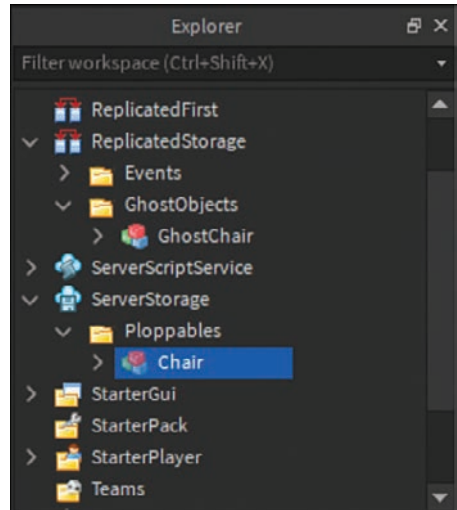 Explorer
Filter workspace (Ctrl+Shift+X)
ReplicatedFirst
ReplicatedStorage
Events
GhostObjects
GhostChair
ServerScriptService
ServerStorage
Ploppables
Chair
StarterGui
StarterPack
StarterPlayer
Teams